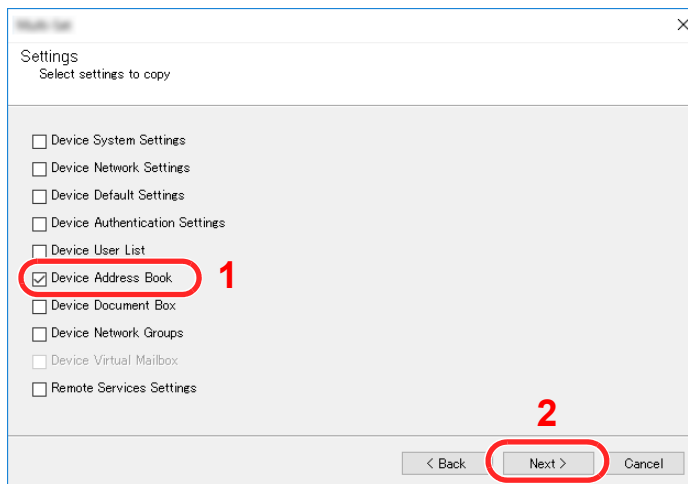 Settings
Select settings to copy
Device System Settings
Device Network Settings
Device Default Settings
Device Authentication Settings
Device User List
Device Address Book
1
Device Document Box
Device Network Groups
Device Virtual Mailbox
Remote Services Settings
2
< Back Next > Cancel